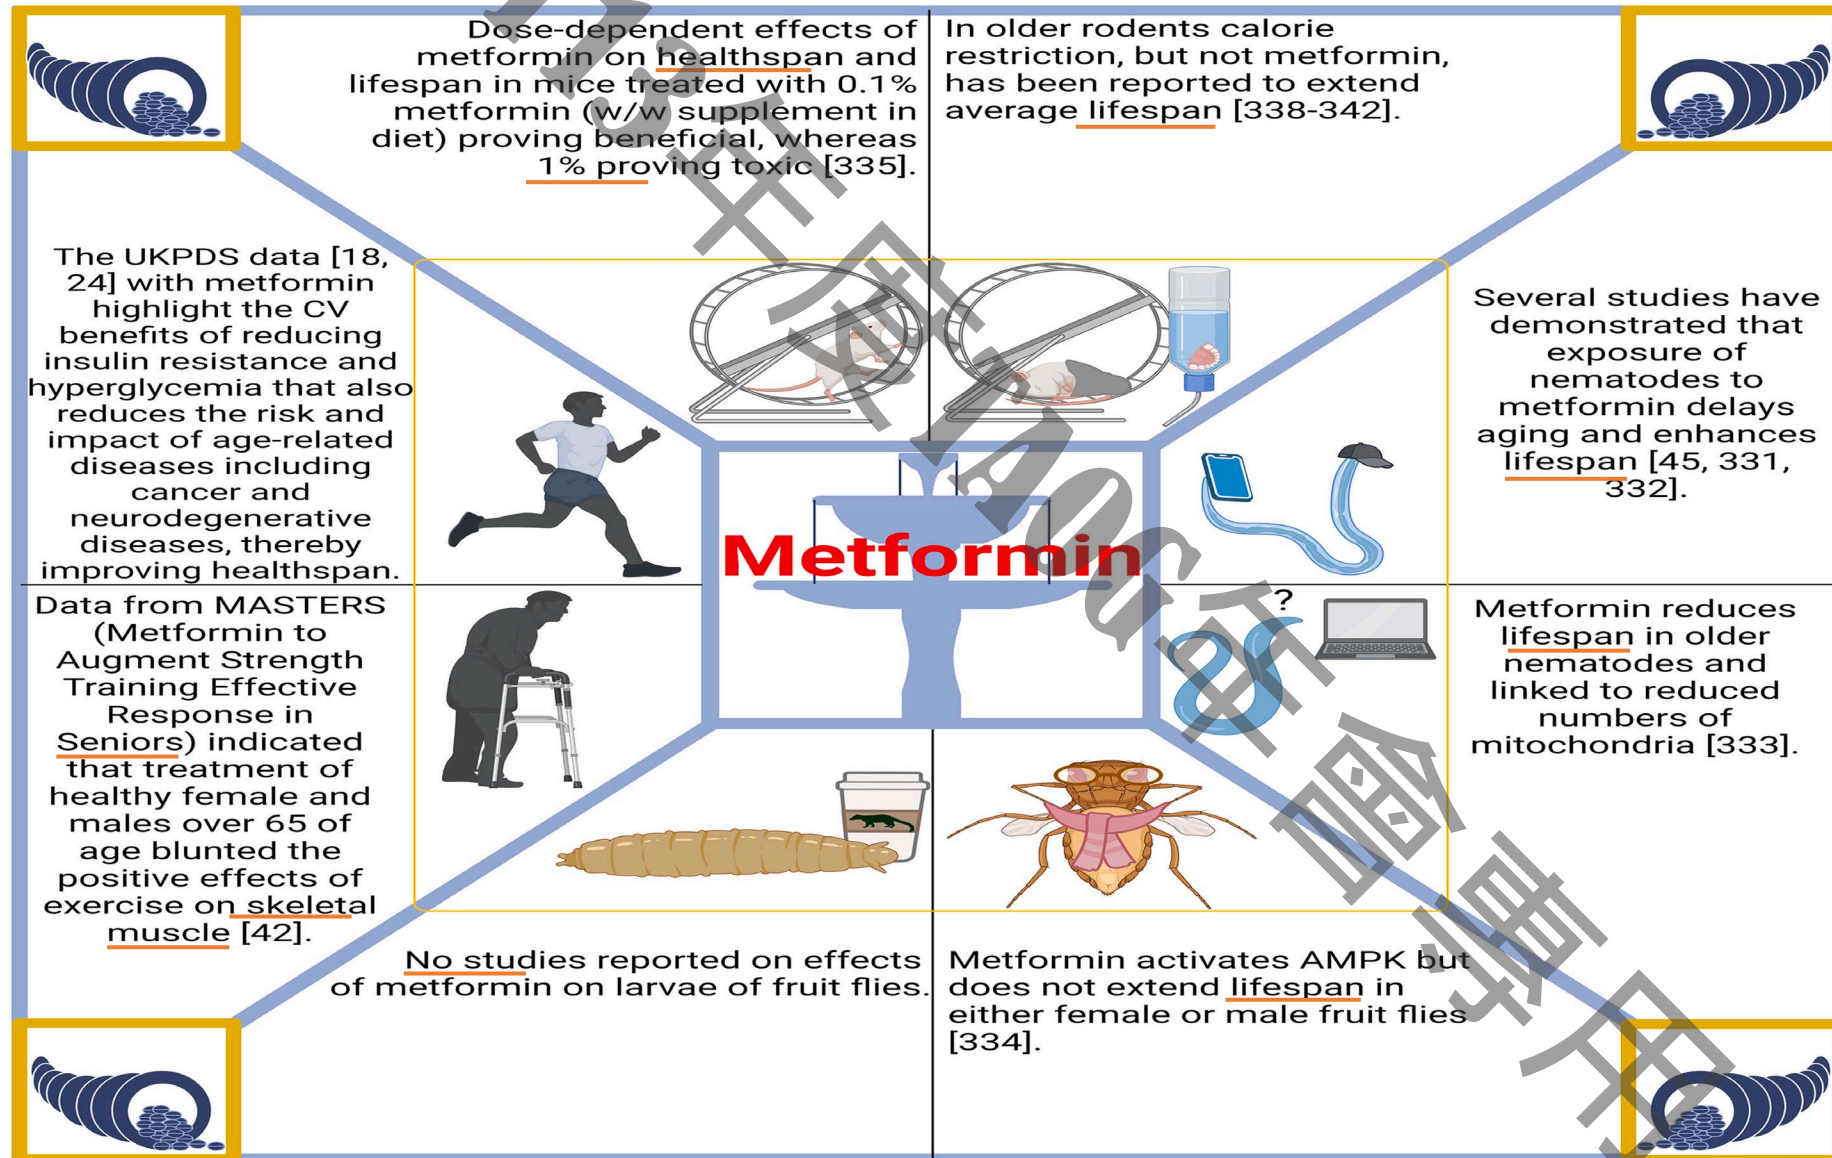 Dose-dependent effects of
metformin on healthspan and
lifespan in mice treated with 0.1%
metformin (w/w supplement in
diet) proving beneficial, whereas
1% proving toxic [335].
In older rodents calorie
restriction, but not metformin,
has been reported to extend
average lifespan [338-342].
The UKPDS data [18,
24] with metformin
highlight the CV
benefits of reducing
insulin resistance and
hyperglycemia that also
reduces the risk and
impact of age-related
diseases including
cancer and
neurodegenerative
diseases, thereby
improving healthspan.
Several studies have
demonstrated that
exposure of
nematodes to
metformin delays
aging and enhances
lifespan [45, 331,
332].
Metformin
Data from MASTERS
(Metformin to
Augment Strength
Training Effective
Response in
Seniors) indicated
that treatment of
healthy female and
males over 65 of
age blunted the
positive effects of
exercise on skeletal
muscle [42].
?
Metformin reduces
lifespan in older
nematodes and
linked to reduced
numbers of
mitochondria [333].
No studies reported on effects
of metformin on larvae of fruit flies.
Metformin activates AMPK but
does not extend lifespan in
either female or male fruit flies
[334].